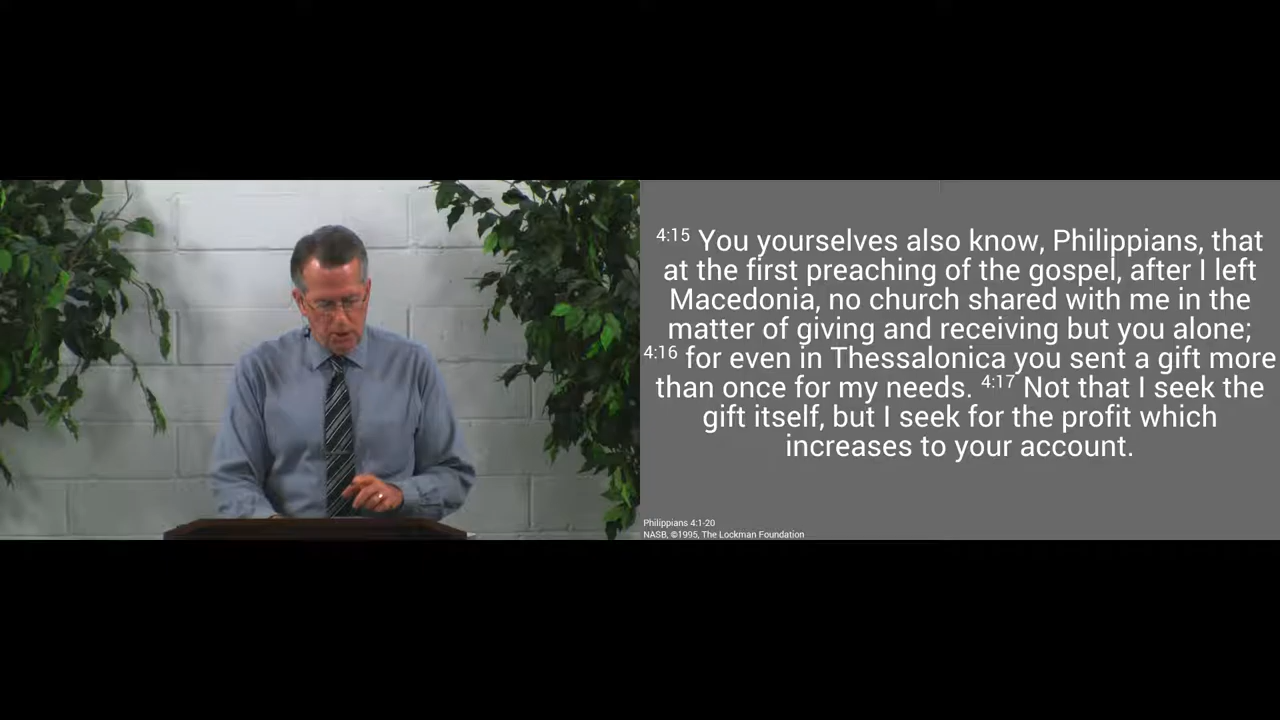 4:15 You yourselves also know, Philippians, that
at the first preaching of the gospel, after I left
Macedonia, no church shared with me in the
matter of giving and receiving but you alone;
4:16 for even in Thessalonica you sent a gift more
than once for my needs. 4:17 Not that I seek the
gift itself, but I seek for the profit which
increases to your account.
Philippians 4:1-20
NASB, ©1995, The Lockman Foundation